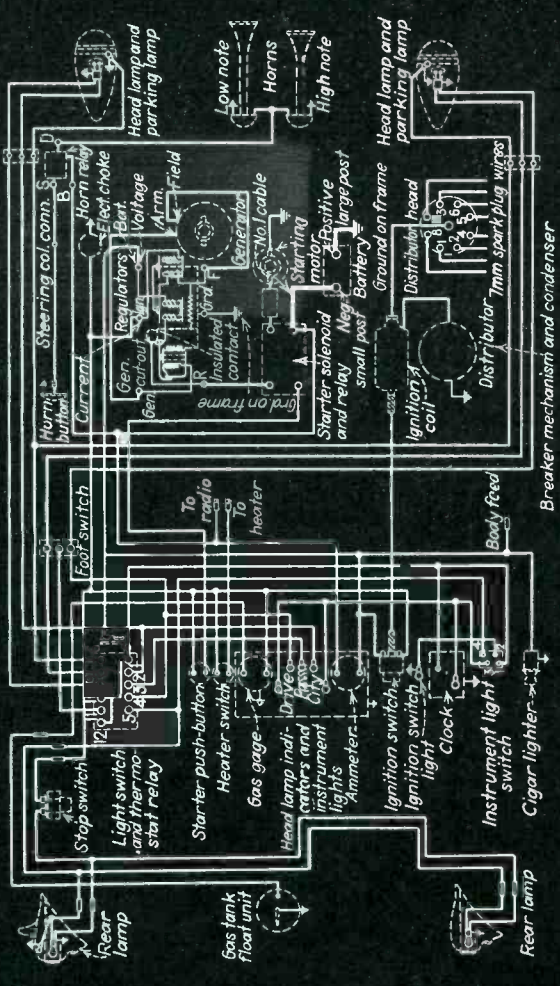 Head lamp and
parking lamp
Low note
Horns
High note
Head lamp and
parking lamp
Steering col. conn.
S
B
D
Horn relay
Elect. choke
Bat.
Voltage
Arm.
Field
Generator
No.1 cable
Starting
motor
Positive
large post
Battery
Neg.
small post
Ground on frame
Distributor head
7mm spark plug wires
Horn
button
Current
Regulators
Gen.
cutout
Gen.
Grd.
F
R
Insulated
contact
Grd. on frame
Starter solenoid
and relay
Ignition
coil
Distributor
Breaker mechanism and condenser
Foot switch
To
radio
To
heater
Body feed
Stop switch
Light switch
and thermo-
stat relay
Starter push-button
Heater switch
Gas gage
Head lamp indi-
cators and
instrument
lights
Drive
City
Ammeter
Ignition switch
Ignition switch
light
Clock
Instrument light
switch
Cigar lighter
Rear
lamp
Gas tank
float unit
Rear lamp